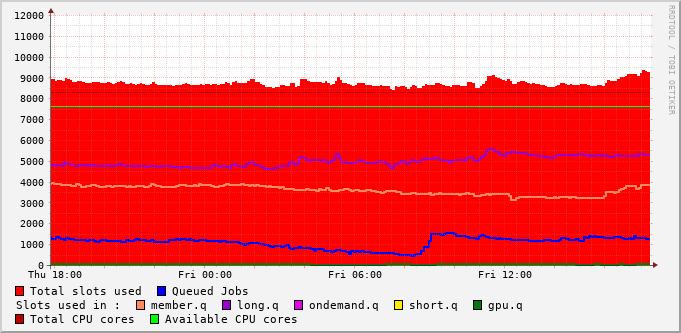 12000
11000
10000
9000
8000
7000
6000
5000
4000
3000
2000
1000
0
Thu 18:00 Fri 00:00 Fri 06:00 Fri 12:00
RRDTOOL / TOBI OETIKER
Total slots used Queued Jobs
Slots used in : member.q long.q ondemand.q short.q gpu.q
Total CPU cores Available CPU cores